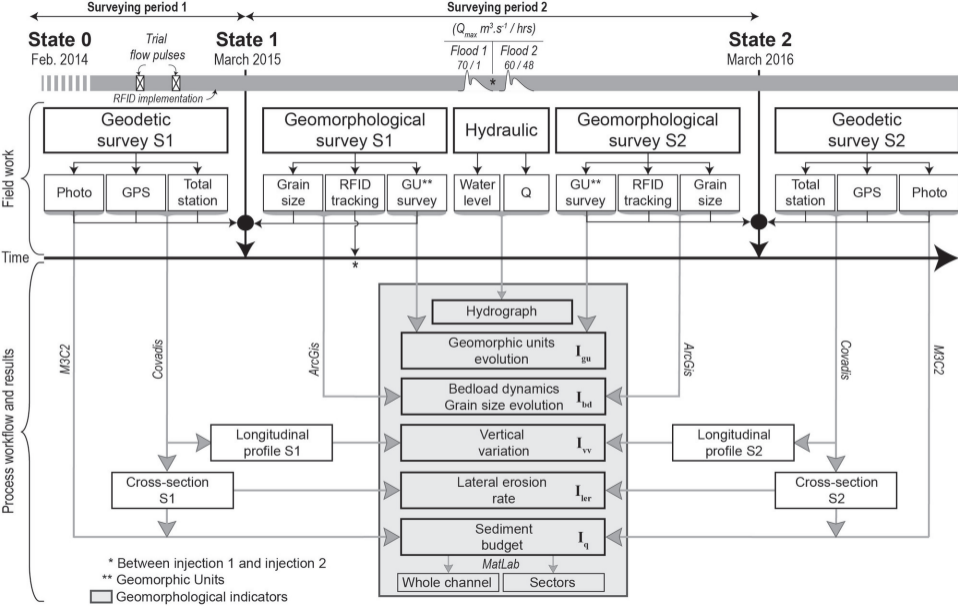 Surveying period 1
Surveying period 2
State 0
Feb. 2014
Trial
flow pulses
RFID implementation
State 1
March 2015
(Qmax m³.s⁻¹ / hrs)
Flood 1
70 / 1
Flood 2
60 / 48
*
State 2
March 2016
Field work
Geodetic
survey S1
Geomorphological
survey S1
Hydraulic
Geomorphological
survey S2
Geodetic
survey S2
Photo
GPS
Total
station
Grain
size
RFID
tracking
GU**
survey
Water
level
Q
GU**
survey
RFID
tracking
Grain
size
Total
station
GPS
Photo
Time
*
Process workflow and results
M3C2
Covadis
ArcGis
ArcGis
Covadis
M3C2
Hydrograph
Geomorphic units
evolution Igu
Bedload dynamics
Grain size evolution Ibd
Longitudinal
profile S1
Vertical
variation Ivv
Longitudinal
profile S2
Cross-section
S1
Lateral erosion
rate Iler
Cross-section
S2
Sediment
budget Iq
MatLab
Whole channel
Sectors
* Between injection 1 and injection 2
** Geomorphic Units
Geomorphological indicators